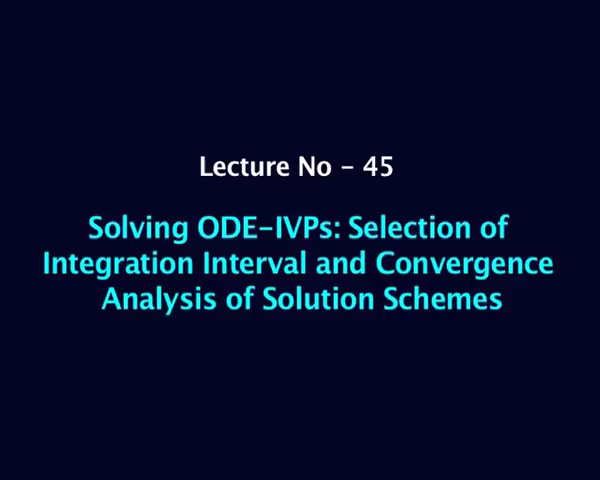 Lecture No - 45
Solving ODE-IVPs: Selection of
Integration Interval and Convergence
Analysis of Solution Schemes